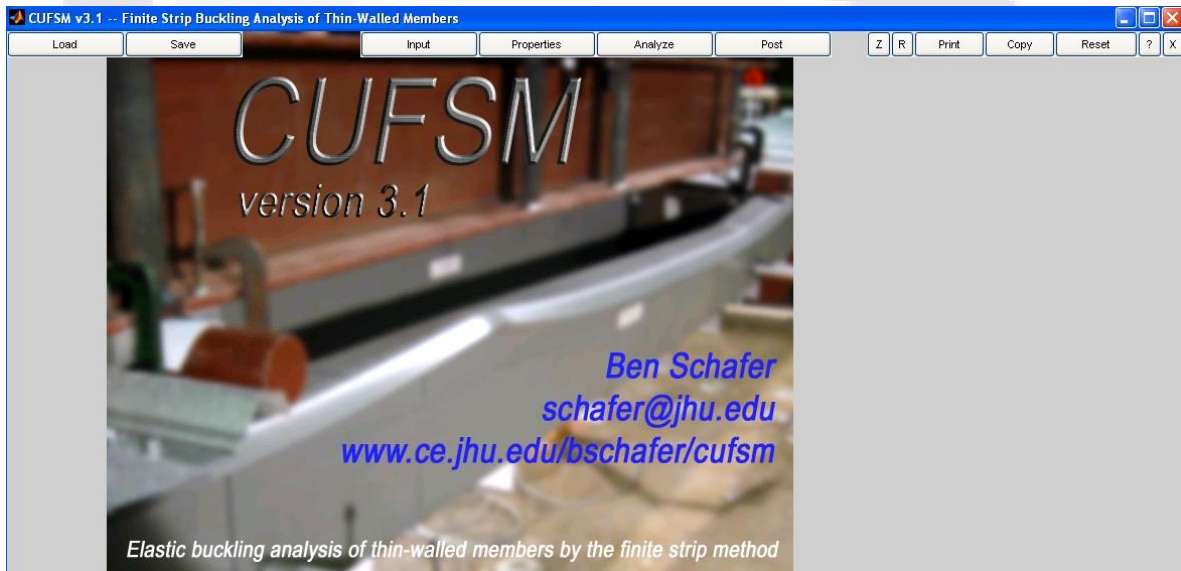 CUFSM v3.1 -- Finite Strip Buckling Analysis of Thin-Walled Members
Load Save Input Properties Analyze Post Z R Print Copy Reset ? X
CUFSM
version 3.1
Ben Schafer
schafer@jhu.edu
www.ce.jhu.edu/bschafer/cufsm
Elastic buckling analysis of thin-walled members by the finite strip method